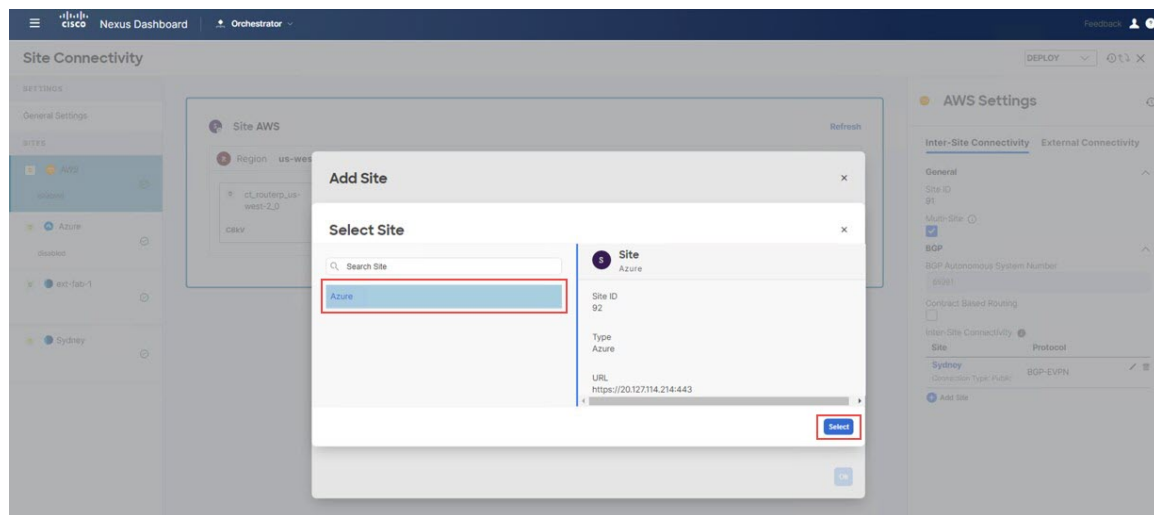 cisco Nexus Dashboard Orchestrator Feedback
Site Connectivity DEPLOY
SETTINGS
General Settings
SITES
AWS
disabled
Azure
disabled
ext-fab-1
Sydney
Site AWS Refresh
Region us-wes
ct_routerp_us-
west-2_0
Add Site
Select Site
Search Site
Azure
S Site
Azure
Site ID
92
Type
Azure
URL
https://20.127.114.214:443
Select
Ok
AWS Settings
Inter-Site Connectivity External Connectivity
General
Site ID
91
Multi-Site
BGP
BGP Autonomous System Number
Contract Based Routing
Inter-Site Connectivity
Site Protocol
Sydney BGP-EVPN
Connection Type: Public
Add Site